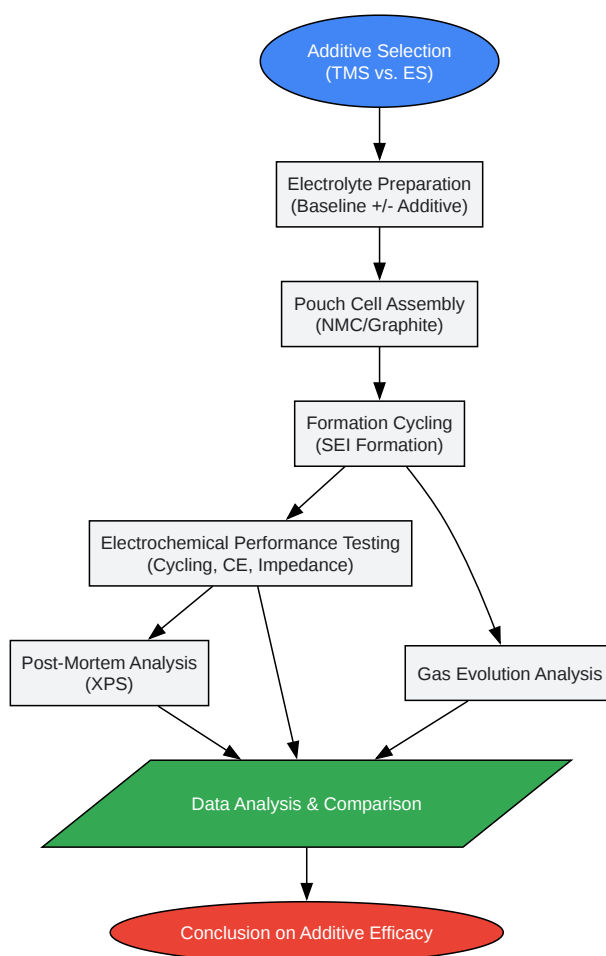 Additive Selection
(TMS vs. ES)
Electrolyte Preparation
(Baseline +/- Additive)
Pouch Cell Assembly
(NMC/Graphite)
Formation Cycling
(SEI Formation)
Electrochemical Performance Testing
(Cycling, CE, Impedance)
Post-Mortem Analysis
(XPS)
Gas Evolution Analysis
Data Analysis & Comparison
Conclusion on Additive Efficacy